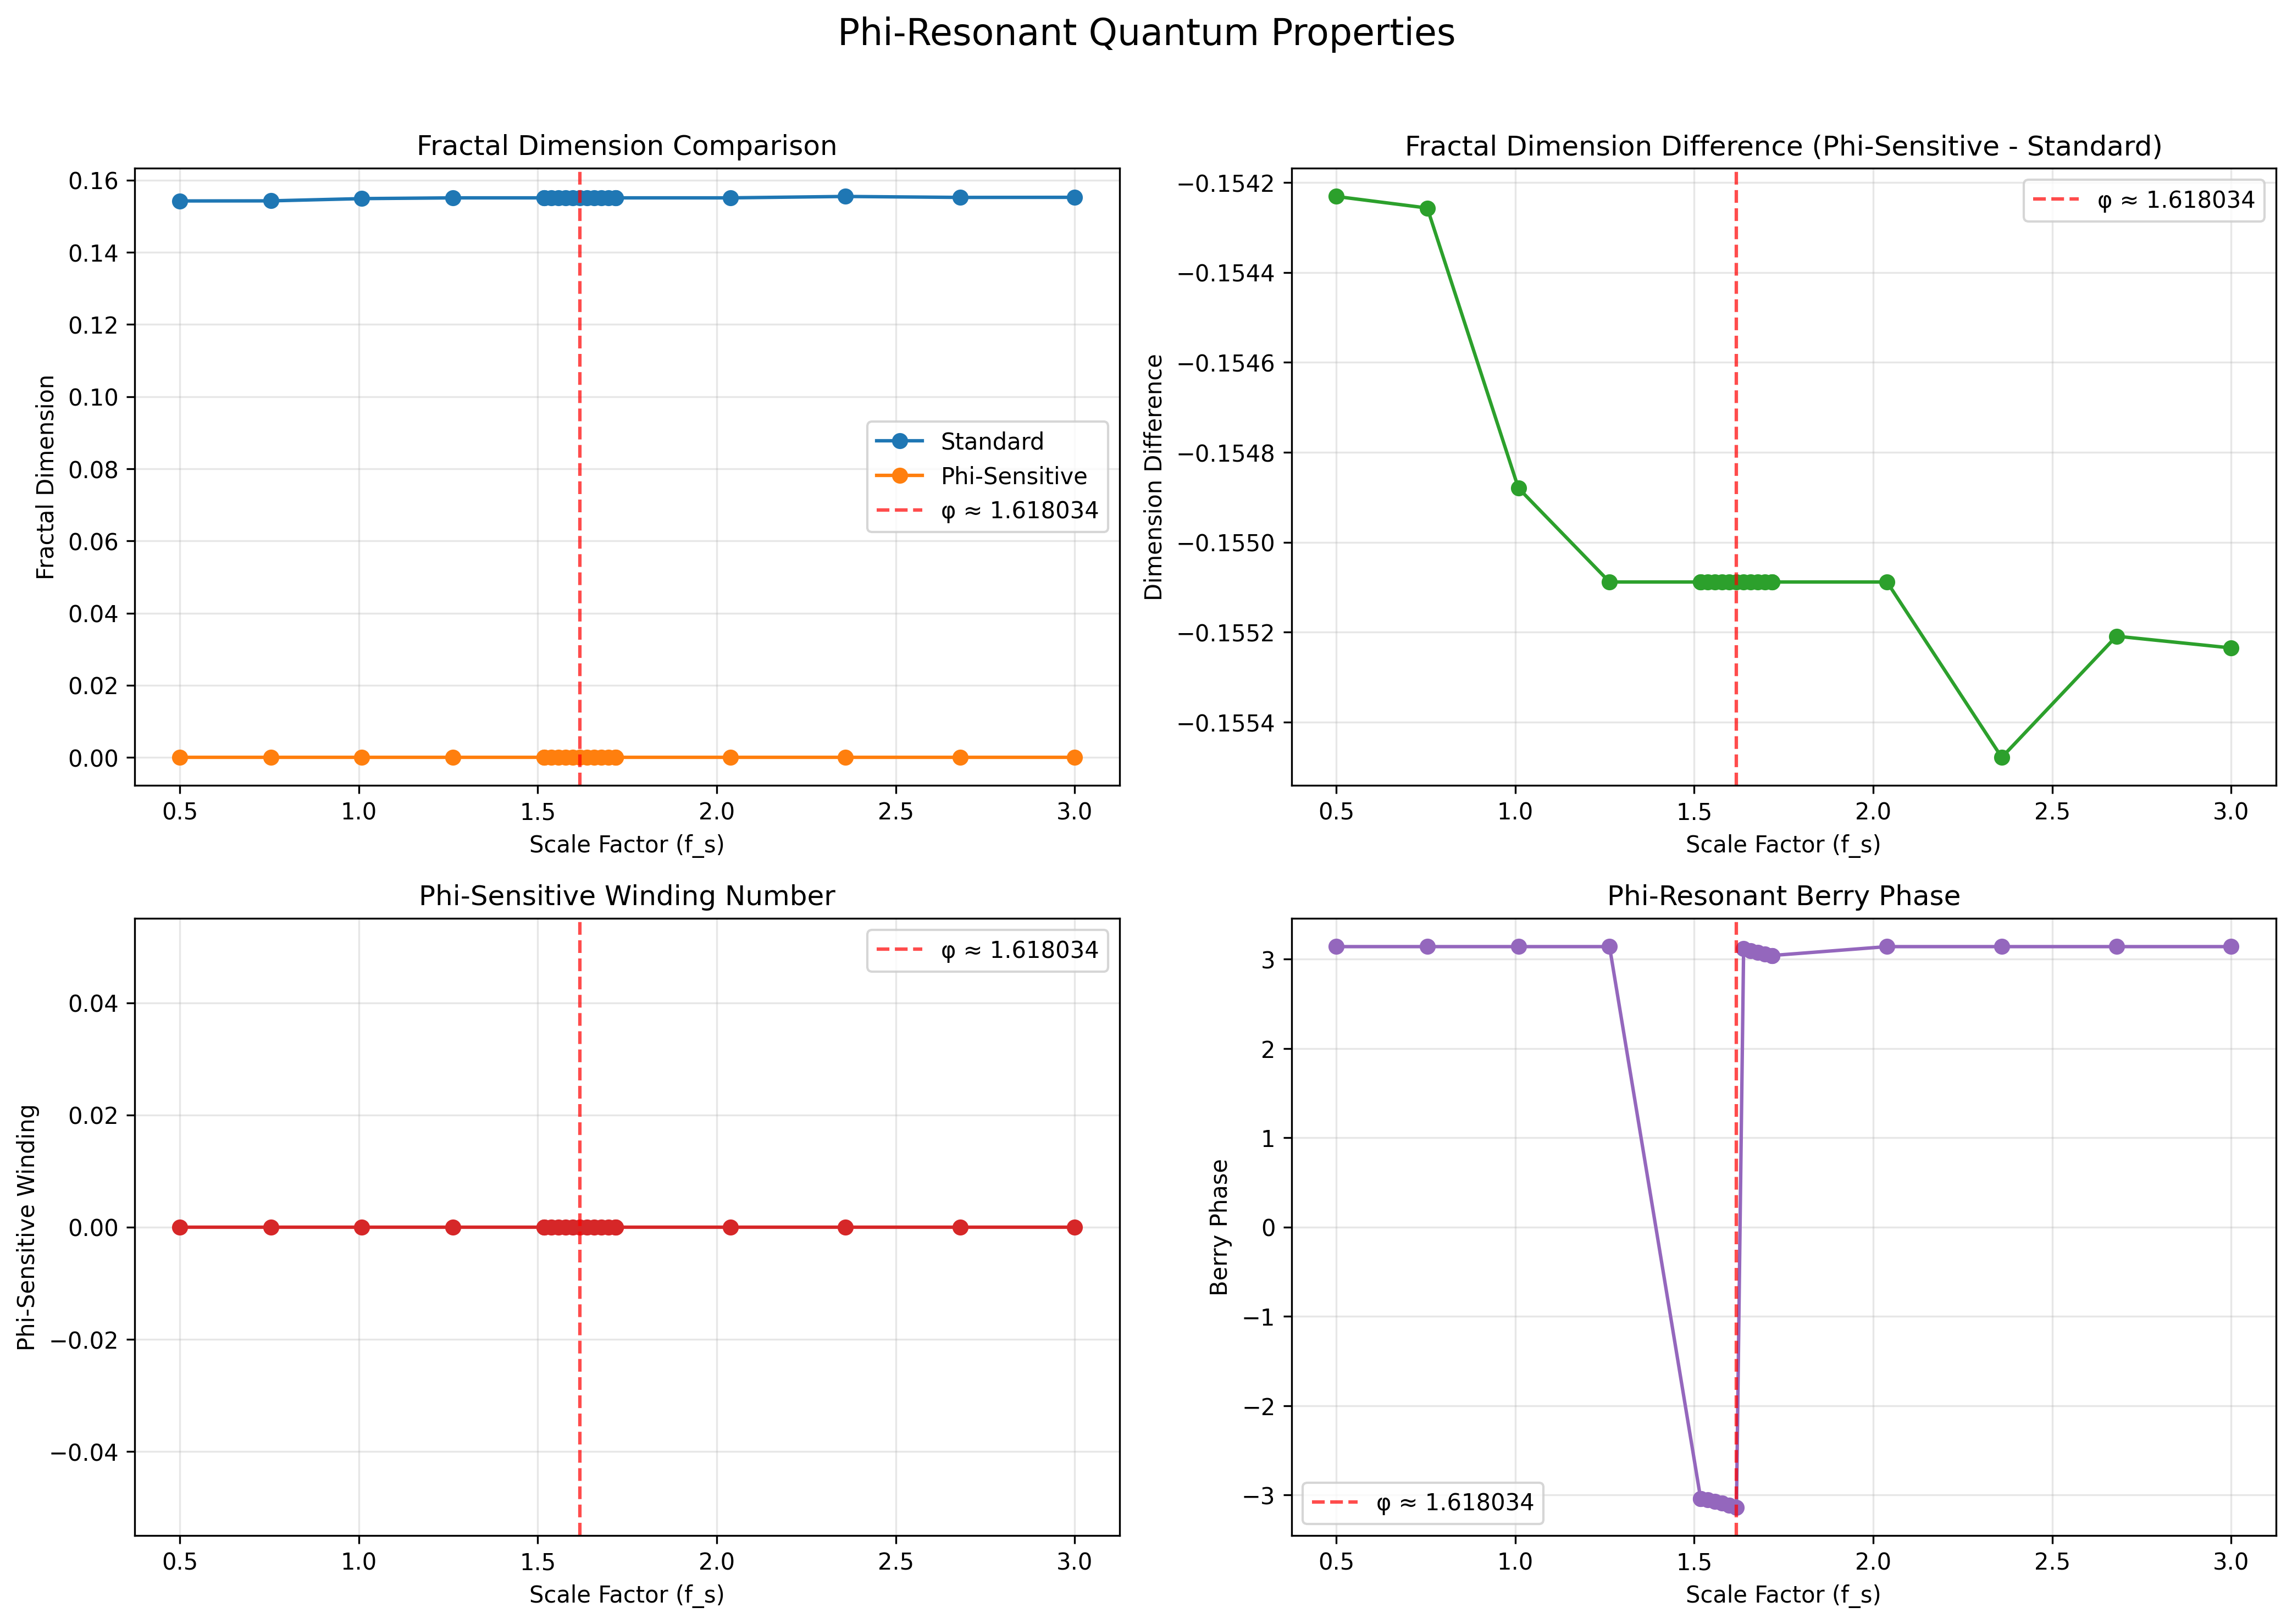 Phi-Resonant Quantum Properties
Fractal Dimension Comparison
Fractal Dimension
0.16
0.14
0.12
0.10
0.08
0.06
0.04
0.02
0.00
Standard
Phi-Sensitive
φ ≈ 1.618034
0.5 1.0 1.5 2.0 2.5 3.0
Scale Factor (f_s)
Fractal Dimension Difference (Phi-Sensitive - Standard)
Dimension Difference
−0.1542
−0.1544
−0.1546
−0.1548
−0.1550
−0.1552
−0.1554
φ ≈ 1.618034
0.5 1.0 1.5 2.0 2.5 3.0
Scale Factor (f_s)
Phi-Sensitive Winding Number
Phi-Sensitive Winding
0.04
0.02
0.00
−0.02
−0.04
φ ≈ 1.618034
0.5 1.0 1.5 2.0 2.5 3.0
Scale Factor (f_s)
Phi-Resonant Berry Phase
Berry Phase
3
2
1
0
−1
−2
−3
φ ≈ 1.618034
0.5 1.0 1.5 2.0 2.5 3.0
Scale Factor (f_s)